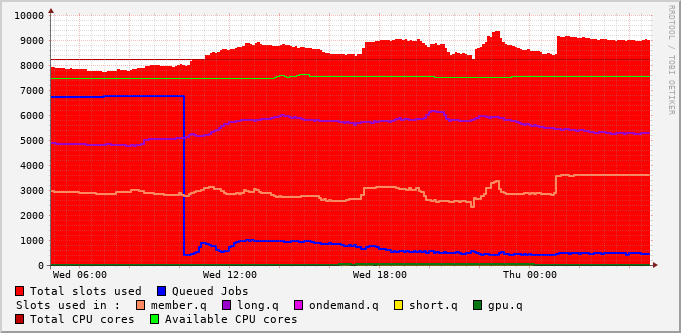 10000
9000
8000
7000
6000
5000
4000
3000
2000
1000
0
Wed 06:00 Wed 12:00 Wed 18:00 Thu 00:00
RRDTOOL / TOBI OETIKER
Total slots used Queued Jobs
Slots used in : member.q long.q ondemand.q short.q gpu.q
Total CPU cores Available CPU cores